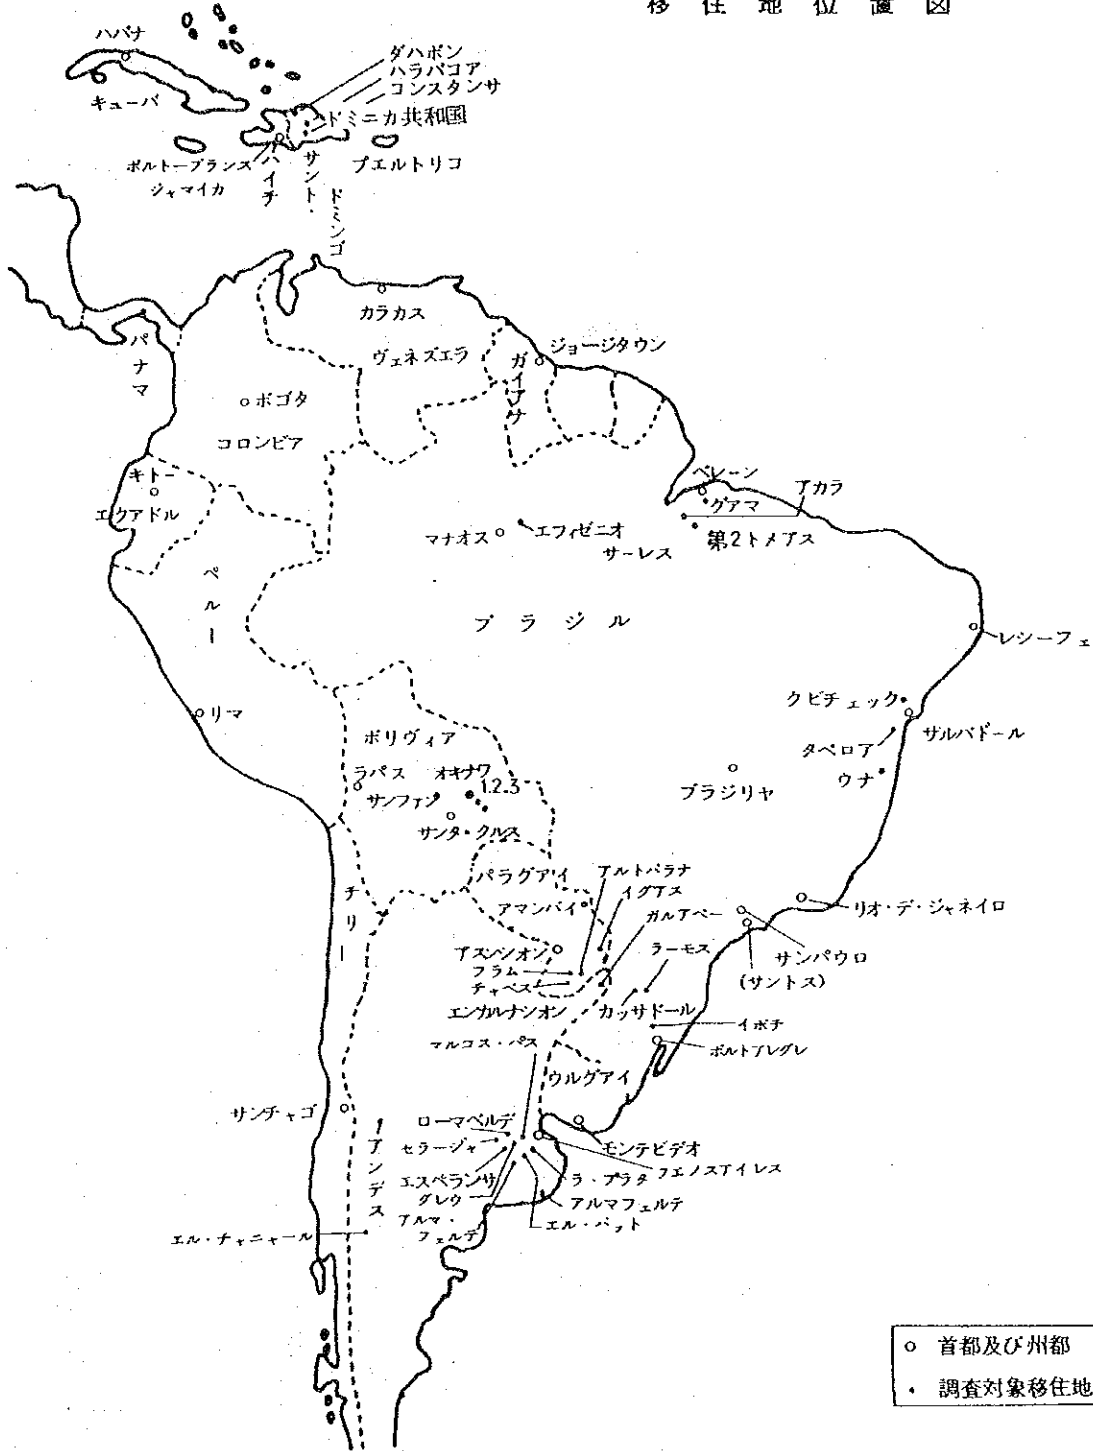 移住地位置図
ハバナ
キューバ
ダハボン
ハラバコア
コンスタンサ
ドミニカ共和国
ポルトープランス
ジャマイカ
ハイチ
サント・
ドミンゴ
プエルトリコ
カラカス
ヴェネズエラ
ガイアナ
ジョージタウン
パナマ
ボゴタ
コロンビア
キトー
エクアドル
ペルー
リマ
マナオス
エフィゼニオ
サーレス
ベレーン
グアマ
アカラ
第2トメアス
ブラジル
レシーフェ
クビチェック
サルバドール
タペロア
ウナ
ブラジリヤ
ボリヴィア
ラパス
オキナワ
1.2.3
サンファン
サンタ・クルス
パラグアイ
アルトパラナ
イグアス
アマンバイ
ガルアペー
アスンシオン
ラーモス
フラム
チャベス
エンカルナシオン
カッサドール
リオ・デ・ジャネイロ
サンパウロ
(サントス)
イボチ
ポルトアレグレ
マルコス・パス
ウルグアイ
チリー
サンチャゴ
アンデス
ローマベルデ
セラージャ
エスペランサ
グレウ
アルマ・
フェルテ
モンテビデオ
フエノスアイレス
ラ・プラタ
アルマフェルテ
エル・パット
エル・チャニャール
首都及び州都
調査対象移住地